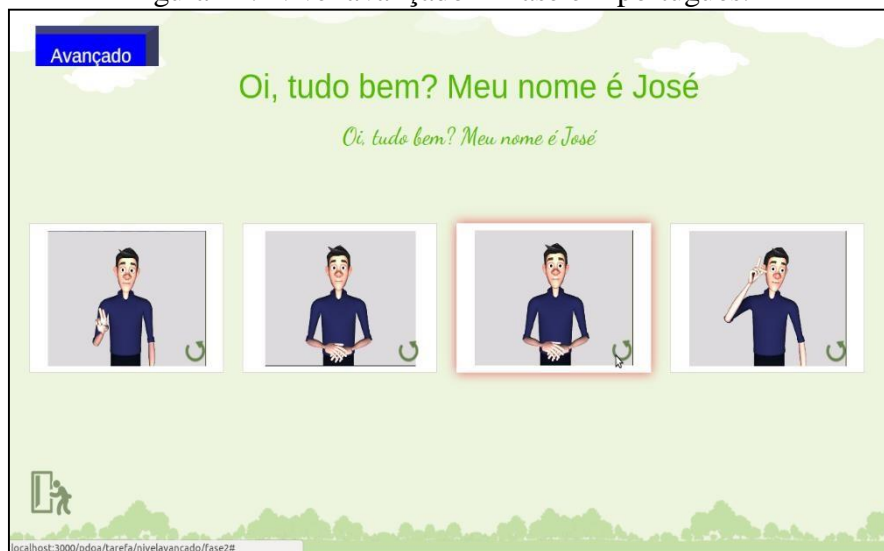 Avançado
Oi, tudo bem? Meu nome é José
Oi, tudo bem? Meu nome é José
localhost:3000/pdoa/tarefa/nivelavancado/fase2#